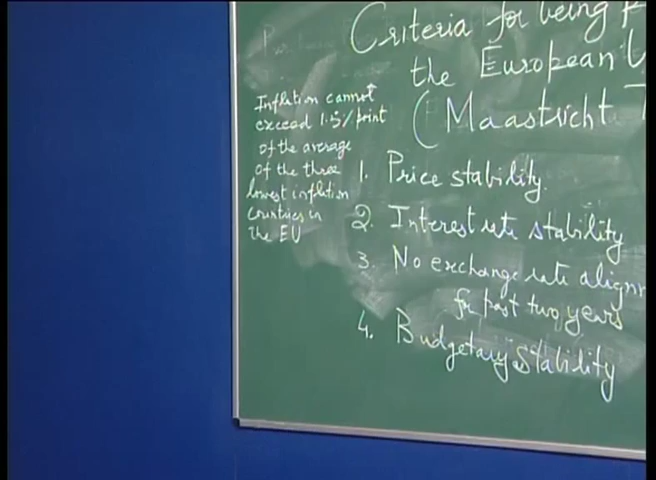 Criteria for being
the European
(Maastricht
Inflation cannot
exceed 1.5% point
of the average
of the three
lowest inflation
countries in
the EU
1. Price stability.
2. Interest rate stability
3. No exchange rate alignm
for past two years
4. Budgetary stability